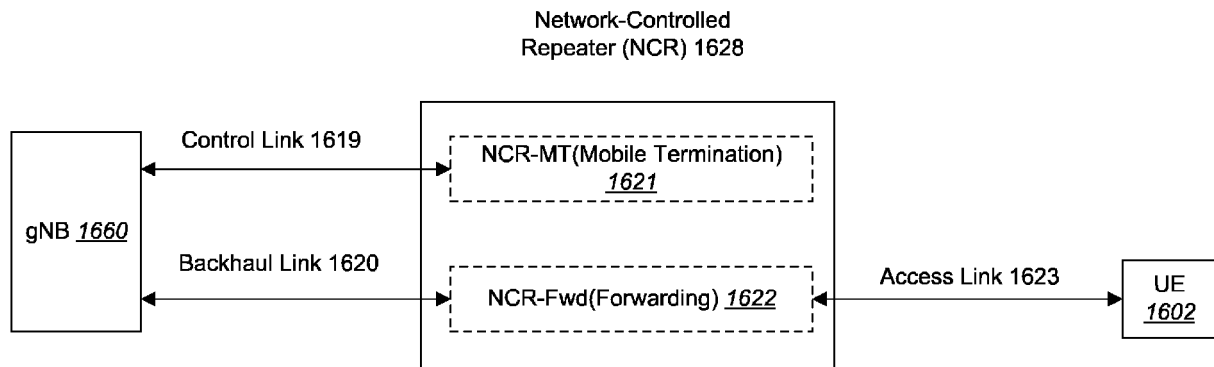 Network-Controlled
Repeater (NCR) 1628
Control Link 1619
NCR-MT(Mobile Termination)
1621
gNB 1660
Backhaul Link 1620
NCR-Fwd(Forwarding) 1622
Access Link 1623
UE
1602